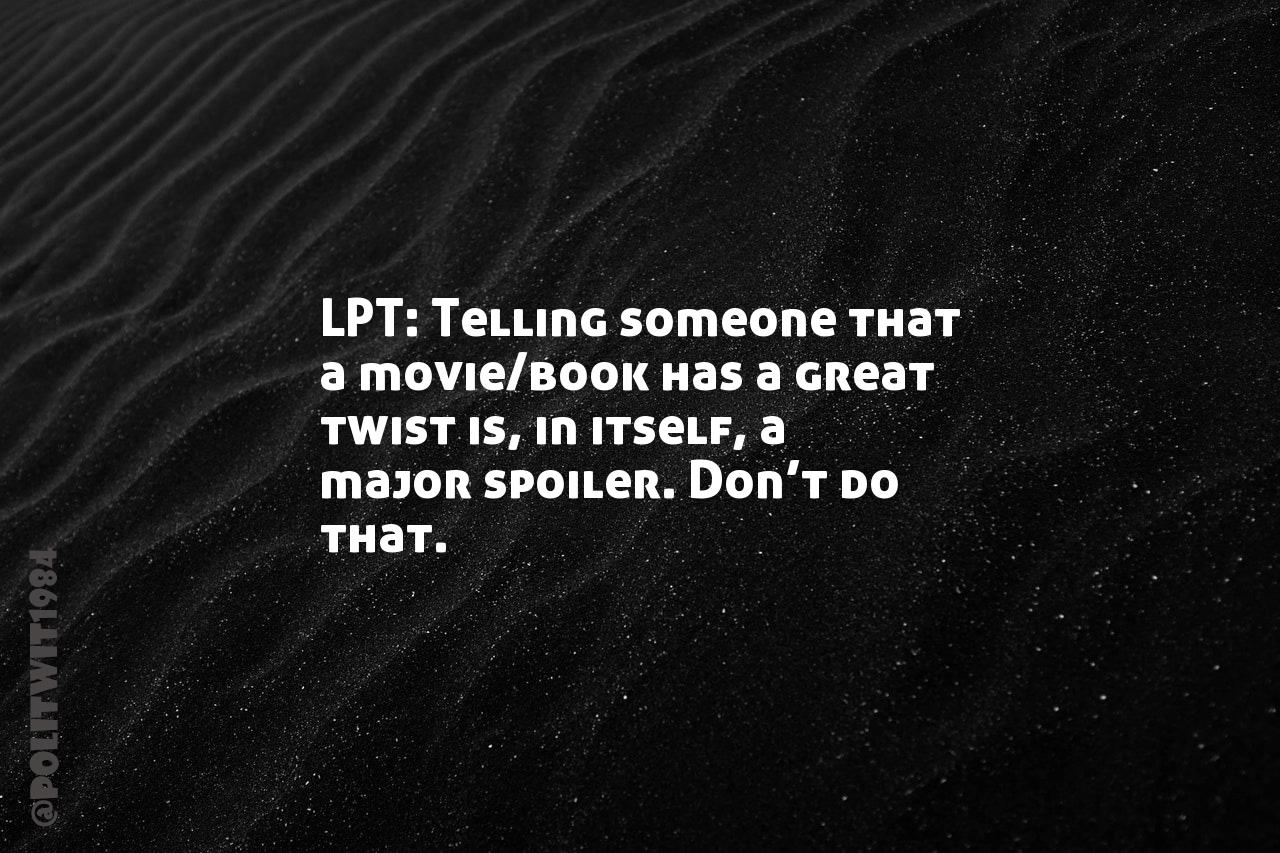 LPT: Telling someone that
a movie/book has a great
twist is, in itself, a
major spoiler. Don’t do
that.
@POLITWIT1984